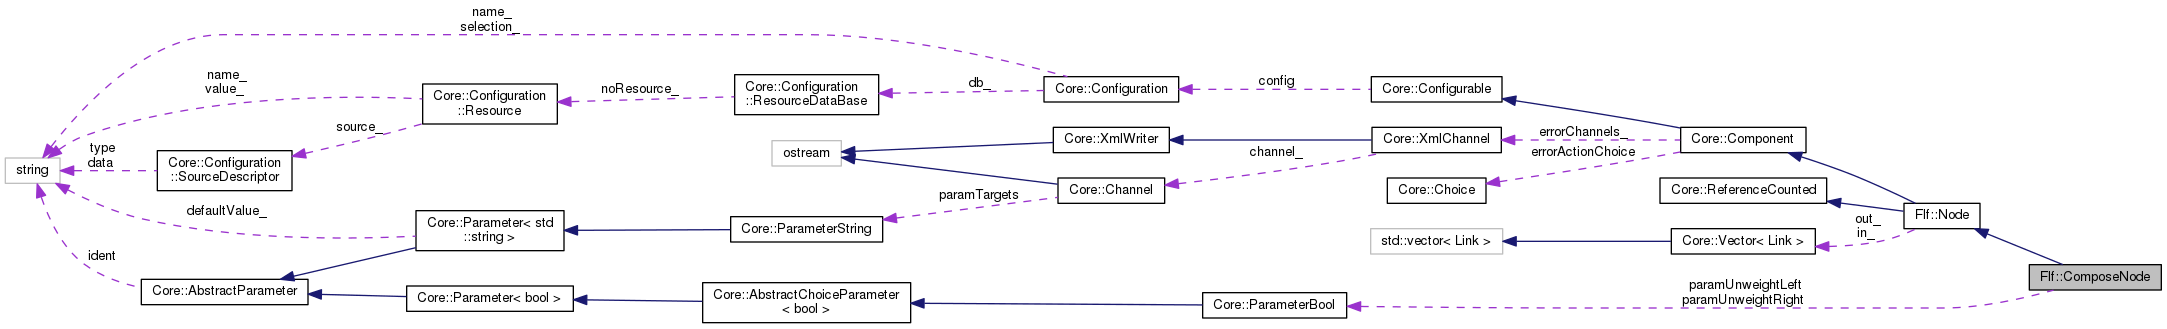 name_
selection_
name_
value_
Core::Configuration
::Resource
noResource_
Core::Configuration
::ResourceDataBase
db_
Core::Configuration
config
Core::Configurable
source_
type
data
Core::Configuration
::SourceDescriptor
string
ostream
Core::XmlWriter
Core::XmlChannel
errorChannels_
errorActionChoice
Core::Component
channel_
Core::Channel
Core::Choice
Core::ReferenceCounted
Flf::Node
defaultValue_
Core::Parameter< std
::string >
Core::ParameterString
paramTargets
std::vector< Link >
Core::Vector< Link >
out_
in_
ident
Core::AbstractParameter
Core::Parameter< bool >
Core::AbstractChoiceParameter
< bool >
Core::ParameterBool
paramUnweightLeft
paramUnweightRight
Flf::ComposeNode